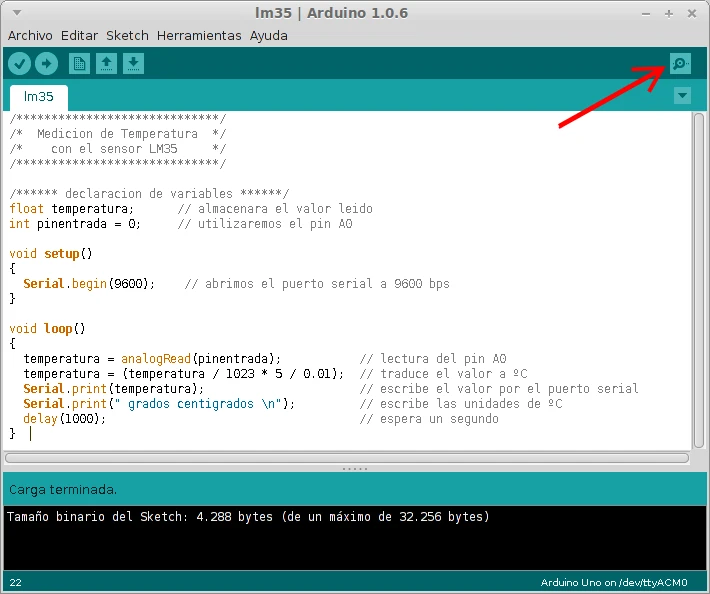 lm35 | Arduino 1.0.6
Archivo Editar Sketch Herramientas Ayuda
lm35
/*****************************/
/*  Medicion de Temperatura  */
/*    con el sensor LM35     */
/*****************************/
/****** declaracion de variables ******/
float temperatura;      // almacenara el valor leido
int pinentrada = 0;     // utilizaremos el pin A0
void setup()
{
  Serial.begin(9600);    // abrimos el puerto serial a 9600 bps
}
void loop()
{
  temperatura = analogRead(pinentrada);           // lectura del pin A0
  temperatura = (temperatura / 1023 * 5 / 0.01);  // traduce el valor a ºC
  Serial.print(temperatura);                      // escribe el valor por el puerto serial
  Serial.print(" grados centigrados \n");         // escribe las unidades de ºC
  delay(1000);                                    // espera un segundo
}
Carga terminada.
Tamaño binario del Sketch: 4.288 bytes (de un máximo de 32.256 bytes)
22 Arduino Uno on /dev/ttyACM0